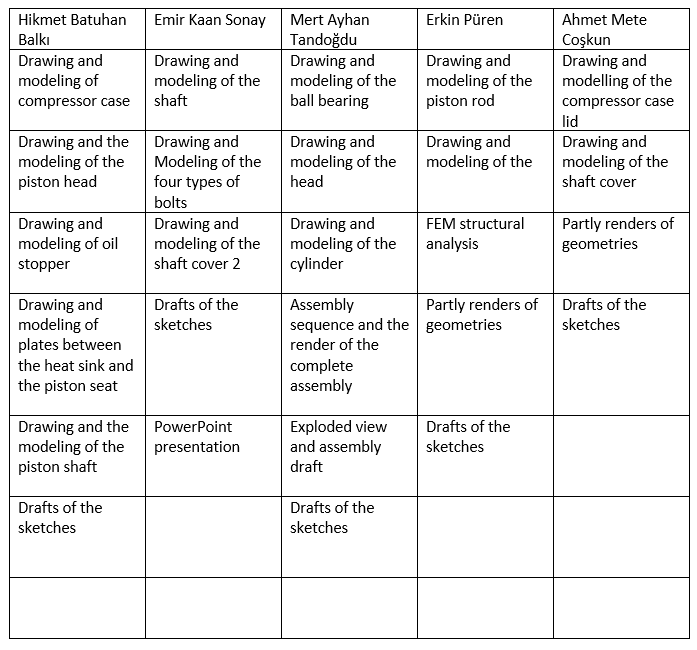 Hikmet Batuhan
Balkı
Emir Kaan Sonay
Mert Ayhan
Tandoğdu
Erkin Püren
Ahmet Mete
Coşkun
Drawing and
modeling of
compressor case
Drawing and
modeling of the
shaft
Drawing and
modeling of the
ball bearing
Drawing and
modeling of the
piston rod
Drawing and
modelling of the
compressor case
lid
Drawing and the
modeling of the
piston head
Drawing and
Modeling of the
four types of
bolts
Drawing and
modeling of the
head
Drawing and
modeling of the
Drawing and
modeling of the
shaft cover
Drawing and
modeling of oil
stopper
Drawing and
modeling of the
shaft cover 2
Drawing and
modeling of the
cylinder
FEM structural
analysis
Partly renders of
geometries
Drawing and
modeling of
plates between
the heat sink and
the piston seat
Drafts of the
sketches
Assembly
sequence and the
render of the
complete
assembly
Partly renders of
geometries
Drafts of the
sketches
Drawing and the
modeling of the
piston shaft
PowerPoint
presentation
Exploded view
and assembly
draft
Drafts of the
sketches
Drafts of the
sketches
Drafts of the
sketches